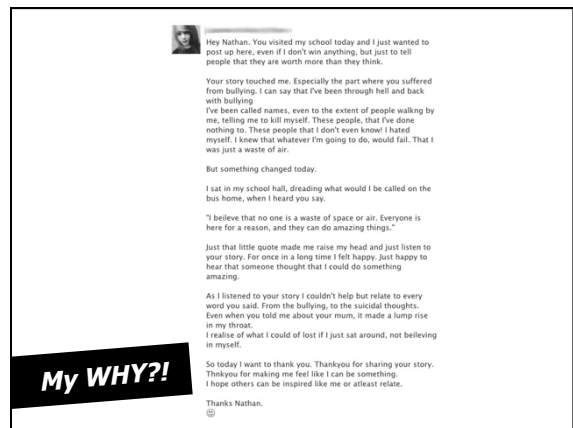 Hey Nathan. You visited my school today and I just wanted to
post up here, even if I don't win anything, but just to tell
people that they are worth more than they think.
Your story touched me. Especially the part where you suffered
from bullying. I can say that I've been through hell and back
with bullying
I've been called names, even to the extent of people walkng by
me, telling me to kill myself. These people, that I've done
nothing to. These people that I don't even know! I hated
myself. I knew that whatever I'm going to do, would fail. That I
was just a waste of air.
But something changed today.
I sat in my school hall, dreading what would I be called on the
bus home, when I heard you say.
"I beileve that no one is a waste of space or air. Everyone is
here for a reason, and they can do amazing things."
Just that little quote made me raise my head and just listen to
your story. For once in a long time I felt happy. Just happy to
hear that someone thought that I could do something
amazing.
As I listened to your story I couldn't help but relate to every
word you said. From the bullying, to the suicidal thoughts.
Even when you told me about your mum, it made a lump rise
in my throat.
I realise of what I could of lost if I just sat around, not beileving
in myself.
So today I want to thank you. Thankyou for sharing your story.
Thnkyou for making me feel like I can be something.
I hope others can be inspired like me or atleast relate.
Thanks Nathan.
My WHY?!